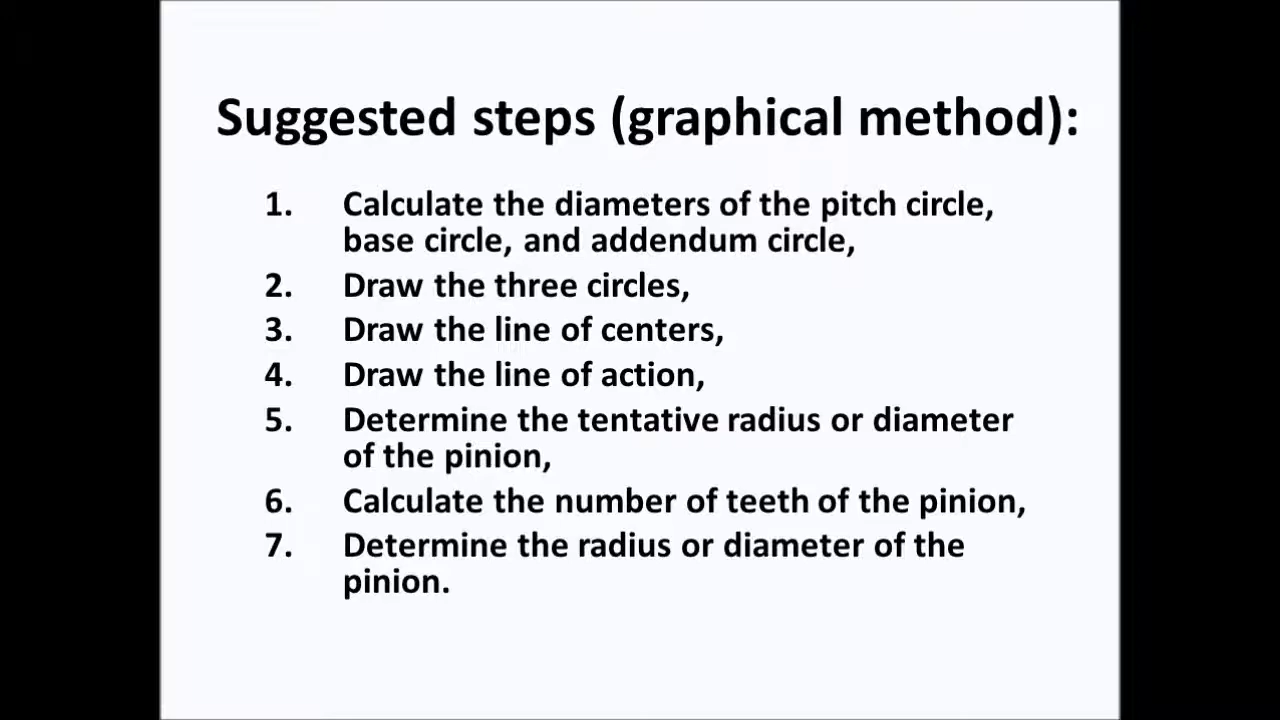 Suggested steps (graphical method):
1. Calculate the diameters of the pitch circle,
base circle, and addendum circle,
2. Draw the three circles,
3. Draw the line of centers,
4. Draw the line of action,
5. Determine the tentative radius or diameter
of the pinion,
6. Calculate the number of teeth of the pinion,
7. Determine the radius or diameter of the
pinion.